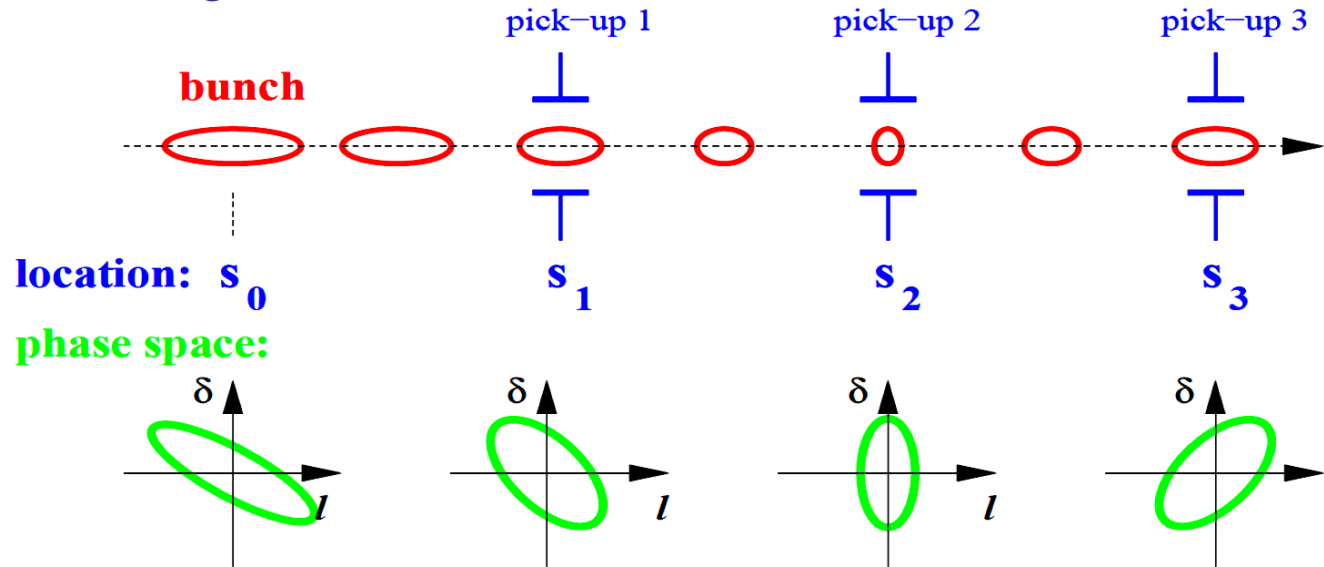 pick−up 1 pick−up 2 pick−up 3
bunch
location: s0 s1 s2 s3
phase space:
δ δ δ δ
l l l